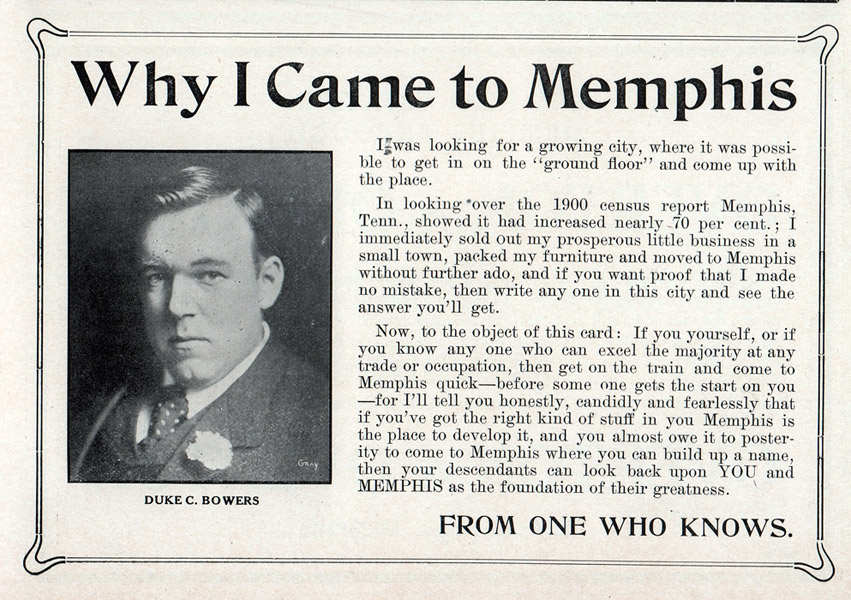 Why I Came to Memphis
I was looking for a growing city, where it was possi-
ble to get in on the "ground floor" and come up with
the place.
In looking over the 1900 census report Memphis,
Tenn., showed it had increased nearly 70 per cent.; I
immediately sold out my prosperous little business in a
small town, packed my furniture and moved to Memphis
without further ado, and if you want proof that I made
no mistake, then write any one in this city and see the
answer you'll get.
Now, to the object of this card: If you yourself, or if
you know any one who can excel the majority at any
trade or occupation, then get on the train and come to
Memphis quick—before some one gets the start on you
—for I'll tell you honestly, candidly and fearlessly that
if you've got the right kind of stuff in you Memphis is
the place to develop it, and you almost owe it to poster-
ity to come to Memphis where you can build up a name,
then your descendants can look back upon YOU and
MEMPHIS as the foundation of their greatness.
FROM ONE WHO KNOWS.
Gray
DUKE C. BOWERS